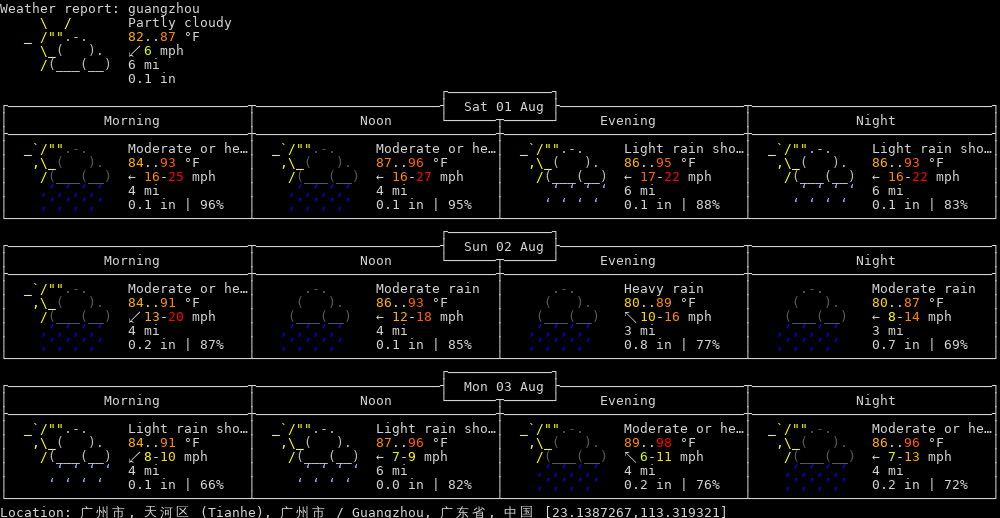 Weather report: guangzhou
Partly cloudy
82..87 °F
↙ 6 mph
6 mi
0.1 in
Sat 01 Aug
Morning Noon Evening Night
Moderate or he… Moderate or he… Light rain sho… Light rain sho…
84..93 °F 87..96 °F 86..95 °F 86..93 °F
← 16-25 mph ← 16-27 mph ← 17-22 mph ← 16-22 mph
4 mi 4 mi 6 mi 6 mi
0.1 in | 96% 0.1 in | 95% 0.1 in | 88% 0.1 in | 83%
Sun 02 Aug
Morning Noon Evening Night
Moderate or he… Moderate rain Heavy rain Moderate rain
84..91 °F 86..93 °F 80..89 °F 80..87 °F
↙ 13-20 mph ← 12-18 mph ↖ 10-16 mph ← 8-14 mph
4 mi 4 mi 3 mi 3 mi
0.2 in | 87% 0.1 in | 85% 0.8 in | 77% 0.7 in | 69%
Mon 03 Aug
Morning Noon Evening Night
Light rain sho… Light rain sho… Moderate or he… Moderate or he…
84..91 °F 87..96 °F 89..98 °F 86..96 °F
↙ 8-10 mph ← 7-9 mph ↖ 6-11 mph ← 7-13 mph
4 mi 6 mi 4 mi 4 mi
0.1 in | 66% 0.0 in | 82% 0.2 in | 76% 0.2 in | 72%
Location: 广州市, 天河区 (Tianhe), 广州市 / Guangzhou, 广东省, 中国 [23.1387267,113.319321]